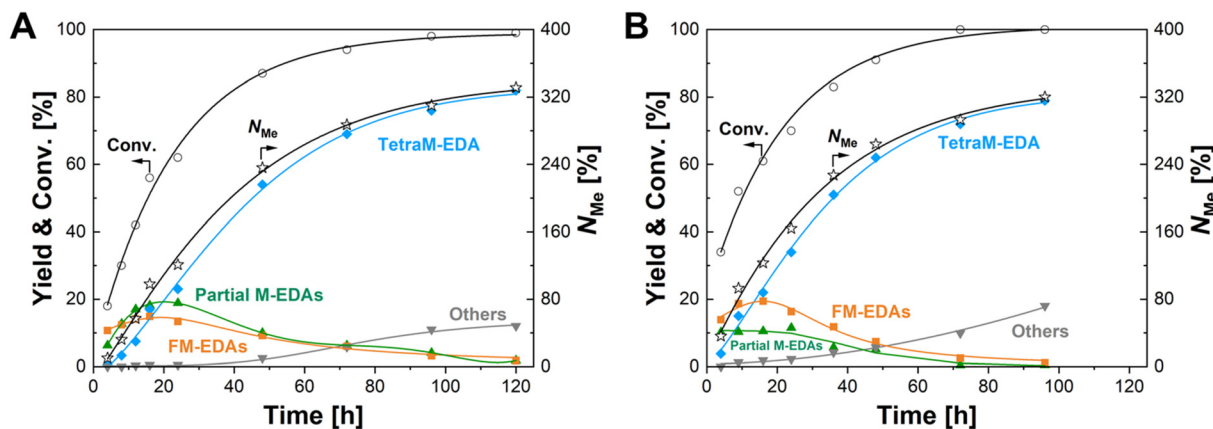 A
Yield & Conv. [%]
100
80
60
40
20
0
Conv.
N_Me
TetraM-EDA
Partial M-EDAs
FM-EDAs
Others
400
320
240
160
80
0
N_Me [%]
0 20 40 60 80 100 120
Time [h]
B
Yield & Conv. [%]
100
80
60
40
20
0
Conv.
N_Me
TetraM-EDA
FM-EDAs
Partial M-EDAs
Others
400
320
240
160
80
0
N_Me [%]
0 20 40 60 80 100 120
Time [h]